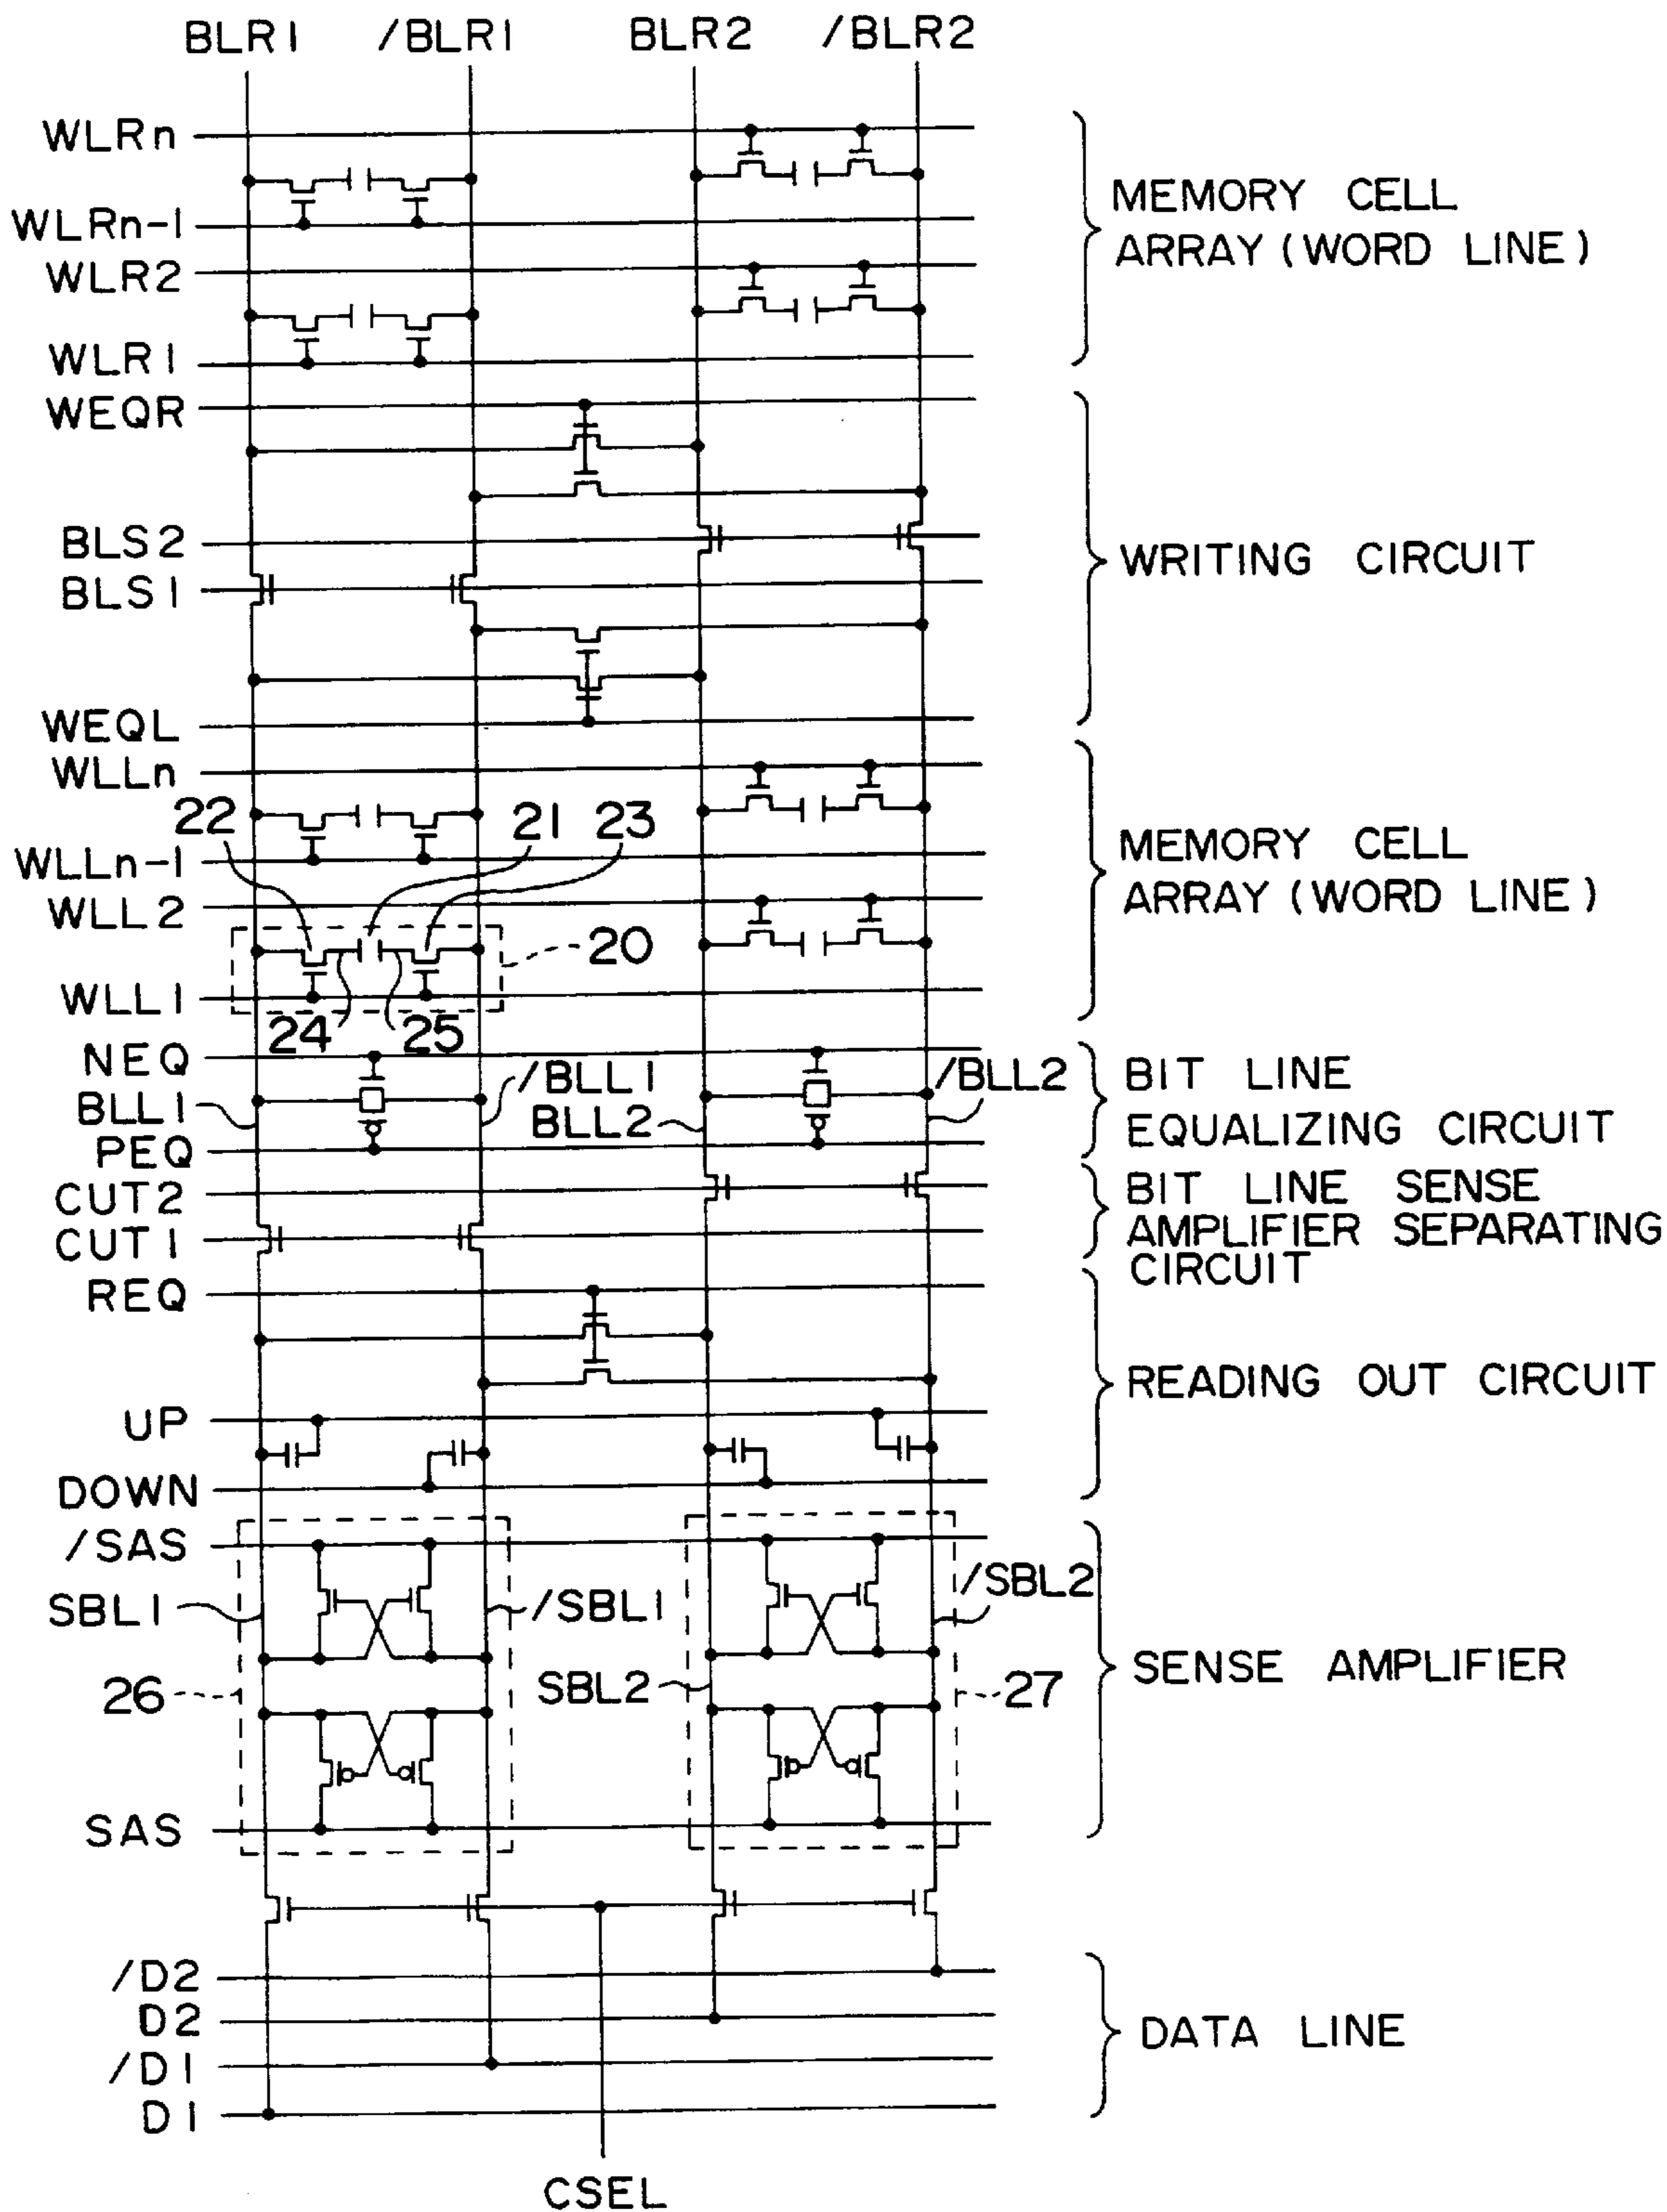 BLR1 /BLR1 BLR2 /BLR2
WLRn
MEMORY CELL
WLRn-1
ARRAY (WORD LINE)
WLR2
WLR1
WEQR
BLS2
WRITING CIRCUIT
BLS1
WEQL
WLLn
22 21 23
MEMORY CELL
WLLn-1
ARRAY (WORD LINE)
WLL2
20
WLL1
24 25
NEQ
/BLL1 /BLL2 BIT LINE
BLL1 BLL2
EQUALIZING CIRCUIT
PEQ
CUT2
BIT LINE SENSE
AMPLIFIER SEPARATING
CUT1
CIRCUIT
REQ
READING OUT CIRCUIT
UP
DOWN
/SAS
SBL1 /SBL1 /SBL2
SENSE AMPLIFIER
26 SBL2 27
SAS
/D2
D2
DATA LINE
/D1
D1
CSEL